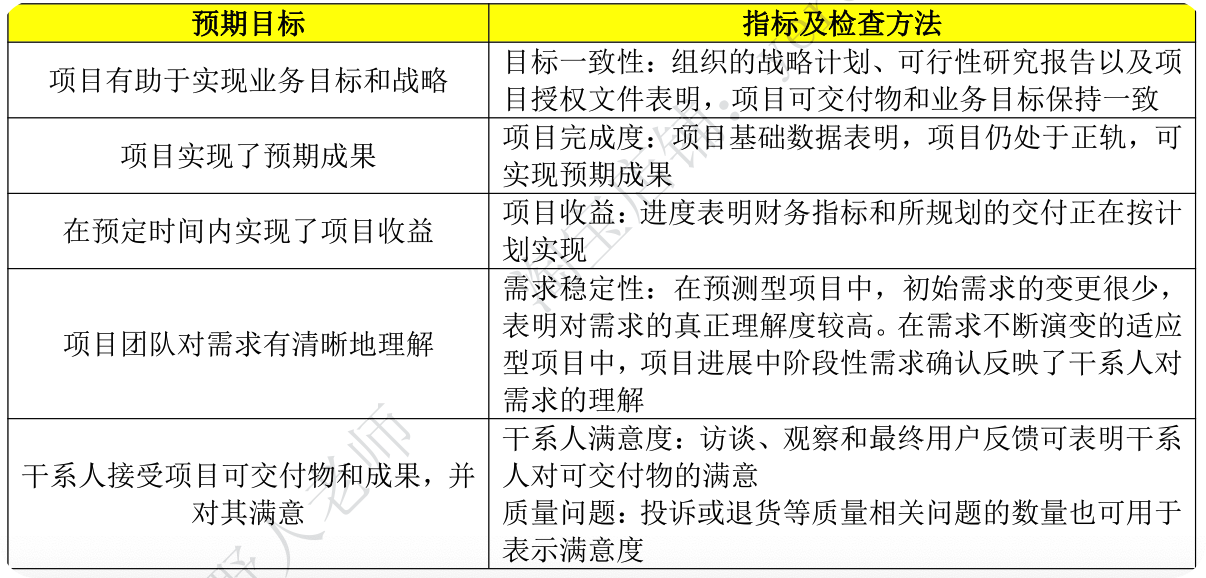 预期目标
指标及检查方法
项目有助于实现业务目标和战略
目标一致性：组织的战略计划、可行性研究报告以及项
目授权文件表明，项目可交付物和业务目标保持一致
项目实现了预期成果
项目完成度：项目基础数据表明，项目仍处于正轨，可
实现预期成果
在预定时间内实现了项目收益
项目收益：进度表明财务指标和所规划的交付正在按计
划实现
项目团队对需求有清晰地理解
需求稳定性：在预测型项目中，初始需求的变更很少，
表明对需求的真正理解度较高。在需求不断演变的适应
型项目中，项目进展中阶段性需求确认反映了干系人对
需求的理解
干系人接受项目可交付物和成果，并
对其满意
干系人满意度：访谈、观察和最终用户反馈可表明干系
人对可交付物的满意
质量问题：投诉或退货等质量相关问题的数量也可用于
表示满意度
淘宝店铺：
野人老师